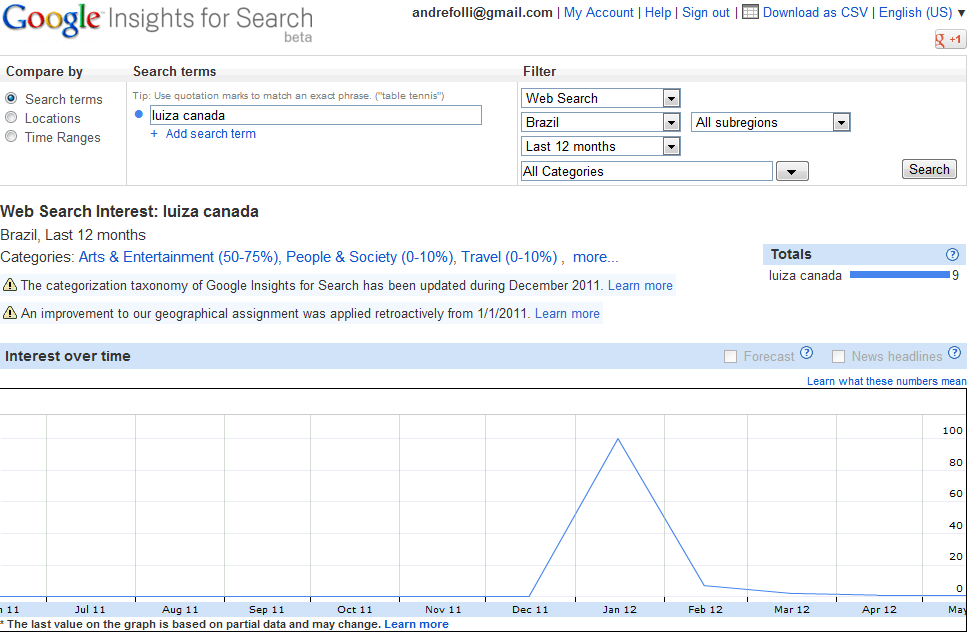 Google Insights for Search
beta
andrefolli@gmail.com | My Account | Help | Sign out | Download as CSV | English (US) ▼
g +1
Compare by
Search terms
Filter
Search terms
Locations
Time Ranges
Tip: Use quotation marks to match an exact phrase. ("table tennis")
luiza canada
+ Add search term
Web Search
Brazil
All subregions
Last 12 months
All Categories
Search
Web Search Interest: luiza canada
Brazil, Last 12 months
Categories: Arts & Entertainment (50-75%), People & Society (0-10%), Travel (0-10%) , more...
The categorization taxonomy of Google Insights for Search has been updated during December 2011. Learn more
An improvement to our geographical assignment was applied retroactively from 1/1/2011. Learn more
Totals ?
luiza canada 9
Interest over time
Forecast ? News headlines ?
Learn what these numbers mean
100
80
60
40
20
0
n 11 Jul 11 Aug 11 Sep 11 Oct 11 Nov 11 Dec 11 Jan 12 Feb 12 Mar 12 Apr 12 May
* The last value on the graph is based on partial data and may change. Learn more